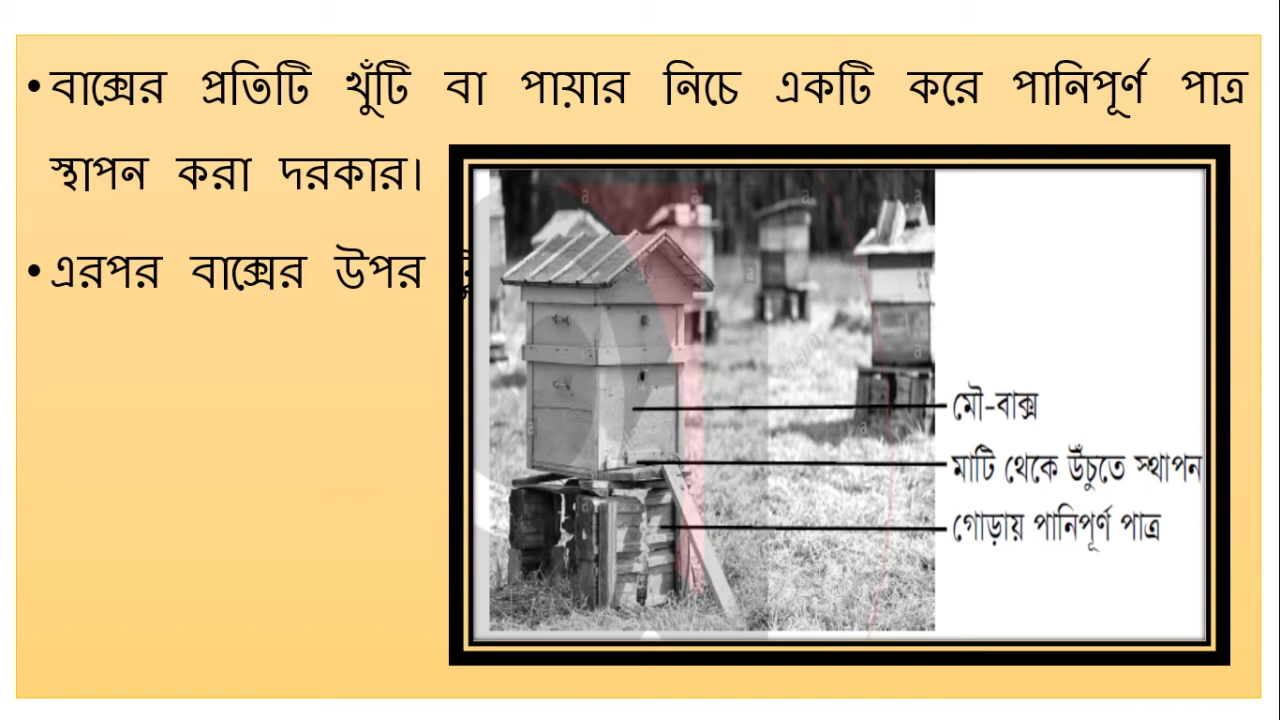 •বাক্সের প্রতিটি খুঁটি বা পায়ার নিচে একটি করে পানিপূর্ণ পাত্র
স্থাপন করা দরকার।
•এরপর বাক্সের উপর
মৌ-বাক্স
মাটি থেকে উঁচুতে স্থাপন
গোড়ায় পানিপূর্ণ পাত্র